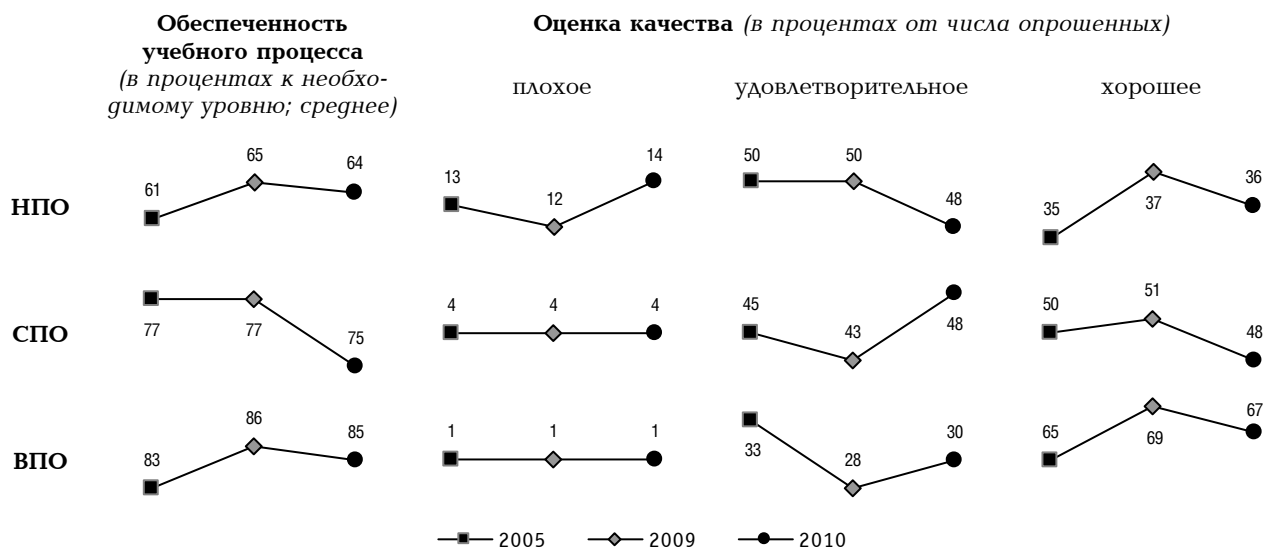 Обеспеченность
учебного процесса
(в процентах к необхо-
димому уровню; среднее)
Оценка качества (в процентах от числа опрошенных)
плохое удовлетворительное хорошее
НПО
61 65 64
13 12 14
50 50 48
35 37 36
СПО
77 77 75
4 4 4
45 43 48
50 51 48
ВПО
83 86 85
1 1 1
33 28 30
65 69 67
2005 2009 2010